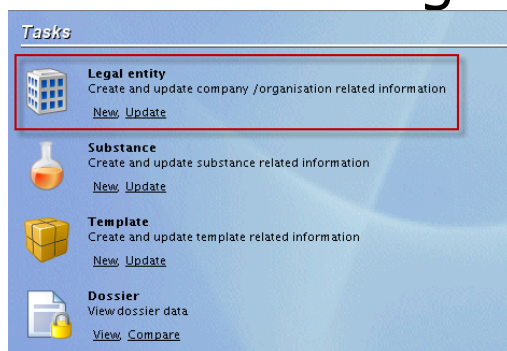 Tasks
Legal entity
Create and update company /organisation related information
New, Update
Substance
Create and update substance related information
New, Update
Template
Create and update template related information
New, Update
Dossier
View dossier data
View, Compare